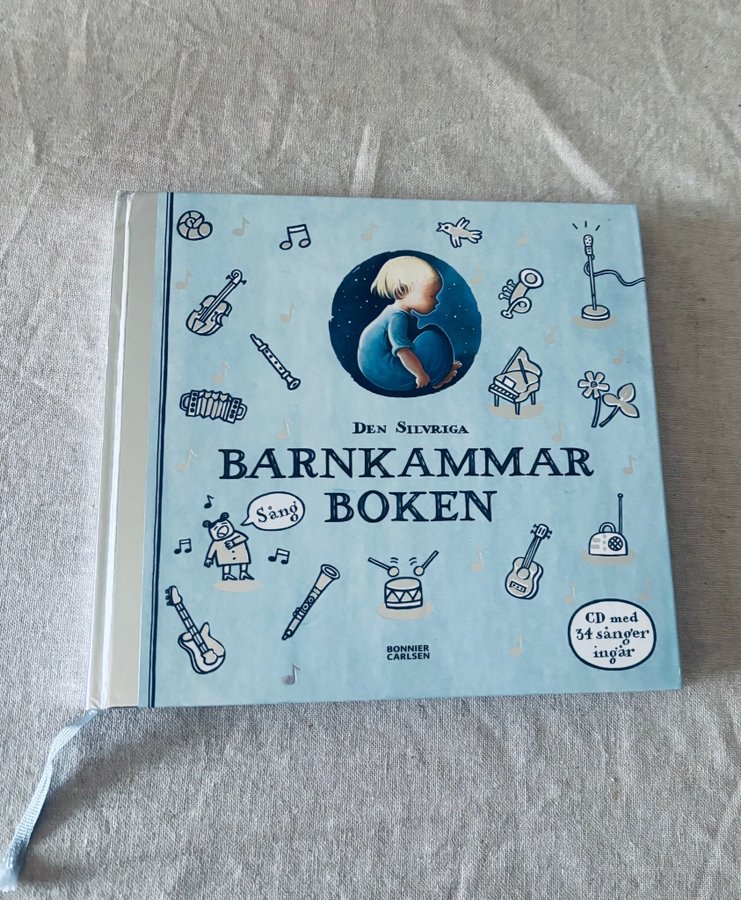 Den Silvriga
BARNKAMMAR
BOKEN
Sång
CD med
34 sånger
ingår
BONNIER
CARLSEN